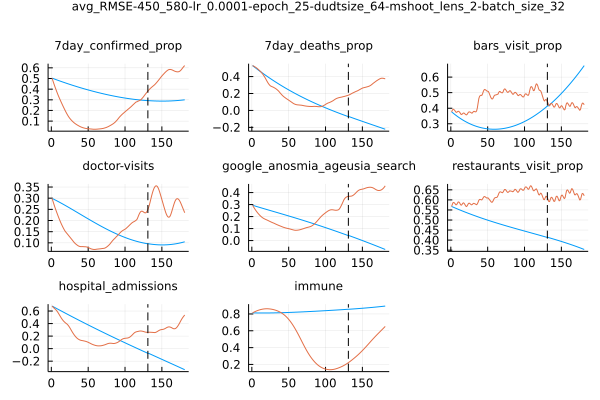 avg_RMSE-450_580-lr_0.0001-epoch_25-dudtsize_64-mshoot_lens_2-batch_size_32
7day_confirmed_prop 7day_deaths_prop bars_visit_prop
0.6 0.5 0.4 0.3 0.2 0.1
0 50 100 150
0.4 0.2 0.0 −0.2
0 50 100 150
0.6 0.5 0.4 0.3
0 50 100 150
doctor-visits google_anosmia_ageusia_search restaurants_visit_prop
0.35 0.30 0.25 0.20 0.15 0.10
0 50 100 150
0.4 0.3 0.2 0.1 0.0
0 50 100 150
0.65 0.60 0.55 0.50 0.45 0.40 0.35
0 50 100 150
hospital_admissions immune
0.6 0.4 0.2 0.0 −0.2
0 50 100 150
0.8 0.6 0.4 0.2
0 50 100 150